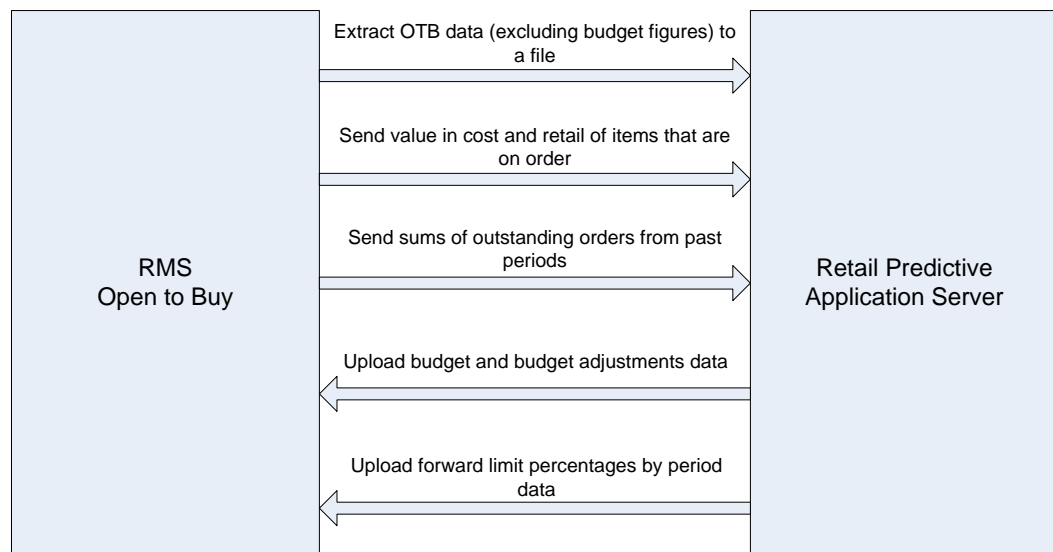 Extract OTB data (excluding budget figures) to
a file
Send value in cost and retail of items that are
on order
Send sums of outstanding orders from past
periods
RMS
Open to Buy
Retail Predictive
Application Server
Upload budget and budget adjustments data
Upload forward limit percentages by period
data